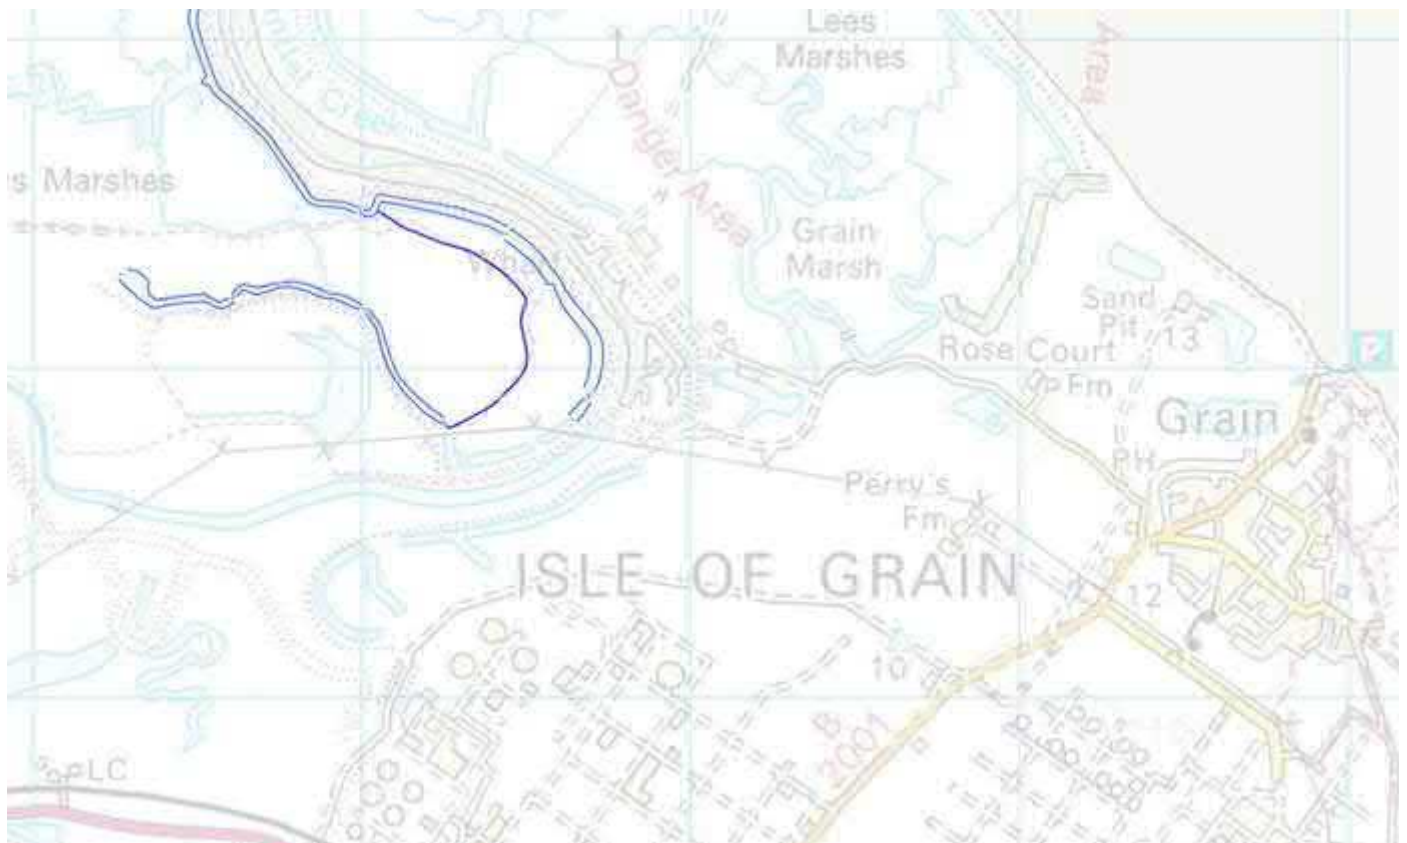 Lees
Marshes
Area
Danger Area
s Marshes
Grain
Marsh
Wharf
Sand
Pit
13
Rose Court
Fm
P
Grain
PH
Perry's
Fm
ISLE OF GRAIN
12
10
B
2001
LC